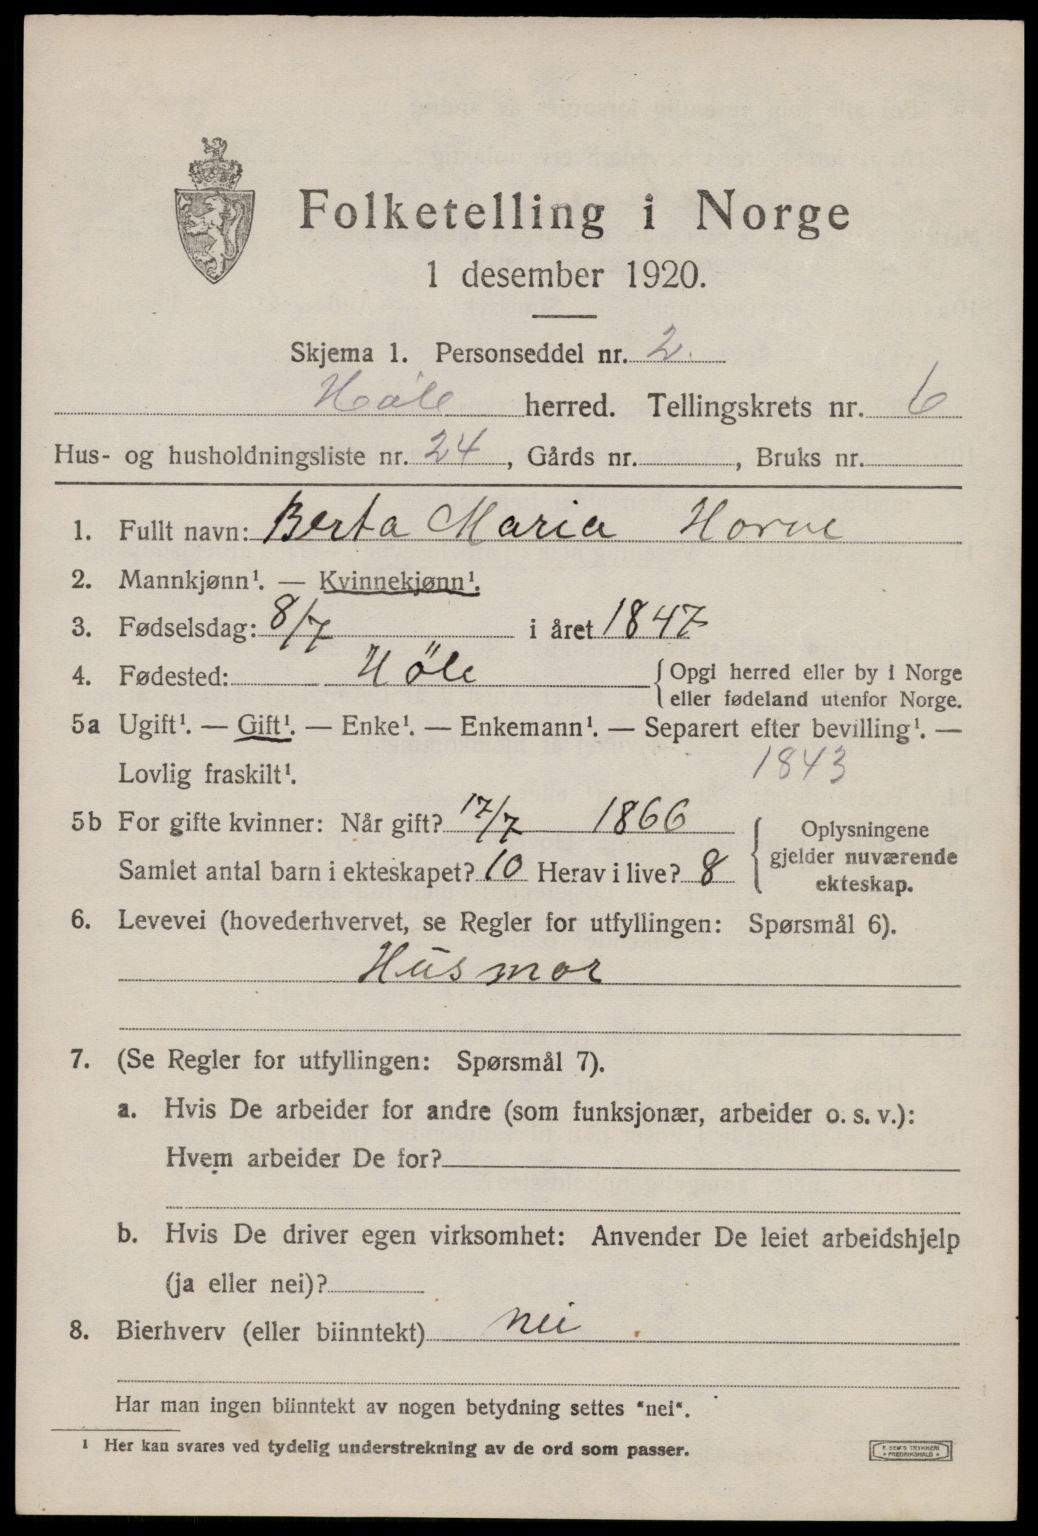 Folketelling i Norge
1 desember 1920.
Skjema 1. Personseddel nr. 2.
Höle herred. Tellingskrets nr. 6
Hus- og husholdningsliste nr. 24, Gårds nr. , Bruks nr.
1. Fullt navn: Berta Maria Horve
2. Mannkjønn¹. — Kvinnekjønn¹.
3. Fødselsdag: 8/7 i året 1847
4. Fødested: Höle { Opgi herred eller by i Norge
eller fødeland utenfor Norge.
5a Ugift¹. — Gift¹. — Enke¹. — Enkemann¹. — Separert efter bevilling¹. —
Lovlig fraskilt¹. 1843
5b For gifte kvinner: Når gift? 17/7 1866 { Oplysningene
gjelder nuværende
Samlet antal barn i ekteskapet? 10 Herav i live? 8
ekteskap.
6. Levevei (hovederhvervet, se Regler for utfyllingen: Spørsmål 6).
Husmor
7. (Se Regler for utfyllingen: Spørsmål 7).
a. Hvis De arbeider for andre (som funksjonær, arbeider o. s. v.):
Hvem arbeider De for?
b. Hvis De driver egen virksomhet: Anvender De leiet arbeidshjelp
(ja eller nei)?
8. Bierhverv (eller biinntekt) nei
Har man ingen biinntekt av nogen betydning settes "nei".
¹ Her kan svares ved tydelig understrekning av de ord som passer.
F. SEM'S TRYKKERI
• FREDRIKSHALD •